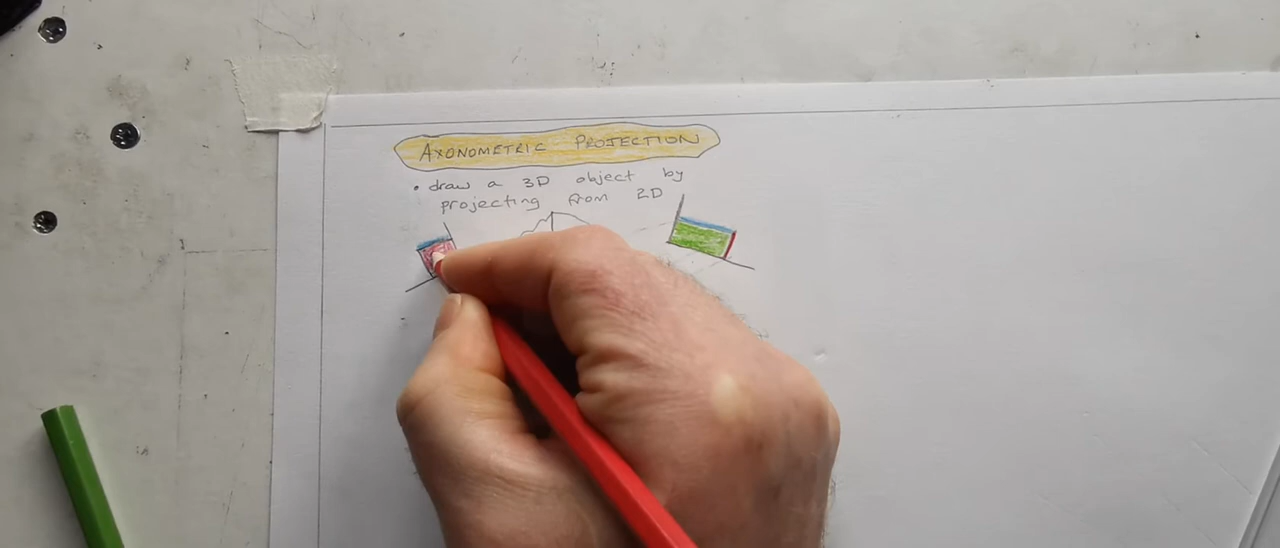 AXONOMETRIC PROJECTION
• draw a 3D object by
projecting from 2D